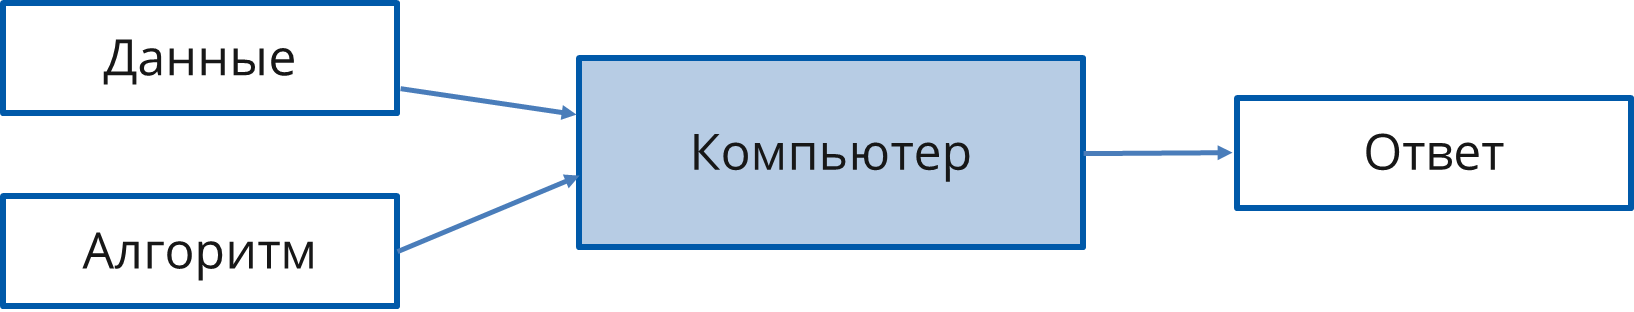 Данные
Алгоритм
Компьютер
Ответ